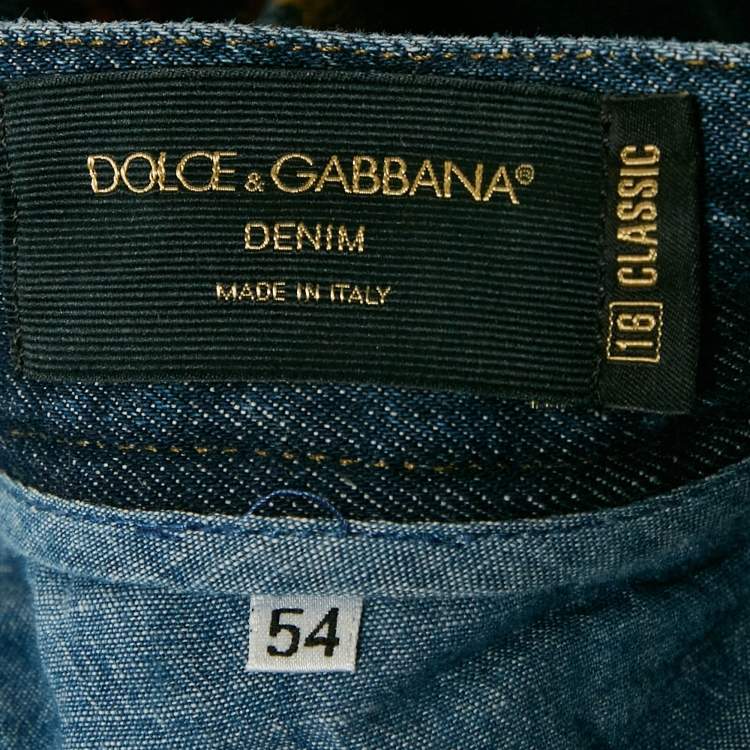 DOLCE & GABBANA®
DENIM
MADE IN ITALY
16 CLASSIC
54